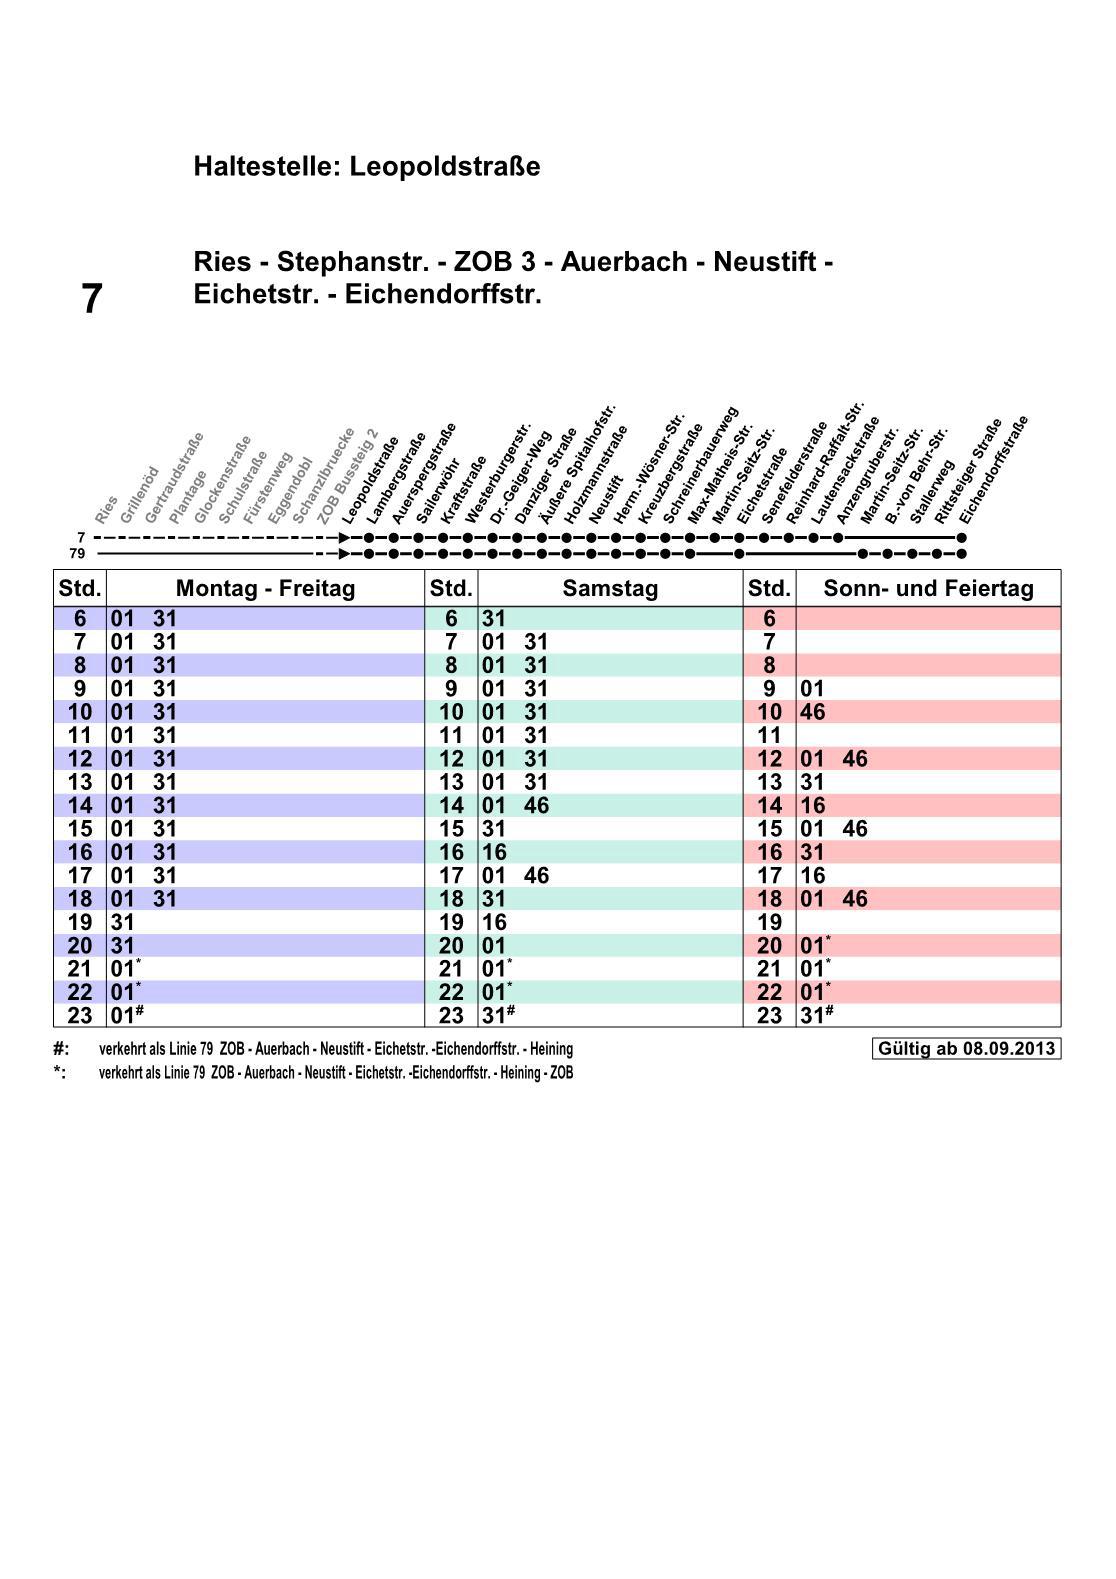 Haltestelle: Leopoldstraße
Ries - Stephanstr. - ZOB 3 - Auerbach - Neustift -
7 Eichetstr. - Eichendorffstr.
Ries
Grillenöd
Gertraudstraße
Plantage
Glockenstraße
Schulstraße
Fürstenweg
Eggendobl
Schanzlbruecke
ZOB Bussteig 2
Leopoldstraße
Lambergstraße
Auerspergstraße
Sailerwöhr
Kraftstraße
Westerburgerstr.
Dr.-Geiger-Weg
Danziger Straße
Äußere Spitalhofstr.
Holzmannstraße
Neustift
Herm.-Wösner-Str.
Kreuzbergstraße
Schreinerbauerweg
Max-Matheis-Str.
Martin-Seitz-Str.
Eichetstraße
Senefelderstraße
Reinhard-Raffalt-Str.
Lautensackstraße
Anzengruberstr.
Martin-Seitz-Str.
B.-von Behr-Str.
Stallerweg
Rittsteiger Straße
Eichendorffstraße
7
79
Std. Montag - Freitag Std. Samstag Std. Sonn- und Feiertag
6 01 31 6 31 6
7 01 31 7 01 31 7
8 01 31 8 01 31 8
9 01 31 9 01 31 9 01
10 01 31 10 01 31 10 46
11 01 31 11 01 31 11
12 01 31 12 01 31 12 01 46
13 01 31 13 01 31 13 31
14 01 31 14 01 46 14 16
15 01 31 15 31 15 01 46
16 01 31 16 16 16 31
17 01 31 17 01 46 17 16
18 01 31 18 31 18 01 46
19 31 19 16 19
20 31 20 01 20 01*
21 01* 21 01* 21 01*
22 01* 22 01* 22 01*
23 01# 23 31# 23 31#
#: verkehrt als Linie 79 ZOB - Auerbach - Neustift - Eichetstr. -Eichendorffstr. - Heining Gültig ab 08.09.2013
*: verkehrt als Linie 79 ZOB - Auerbach - Neustift - Eichetstr. -Eichendorffstr. - Heining - ZOB